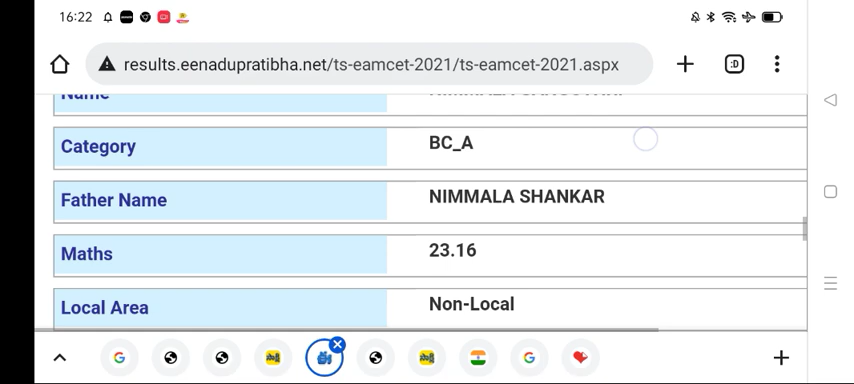 16:22
results.eenadupratibha.net/ts-eamcet-2021/ts-eamcet-2021.aspx
:D
Name
Category BC_A
Father Name NIMMALA SHANKAR
Maths 23.16
Local Area Non-Local